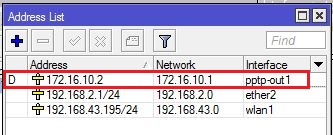 Address List
Find
Address Network Interface
D 172.16.10.2 172.16.10.1 pptp-out1
192.168.2.1/24 192.168.2.0 ether2
192.168.43.195/24 192.168.43.0 wlan1